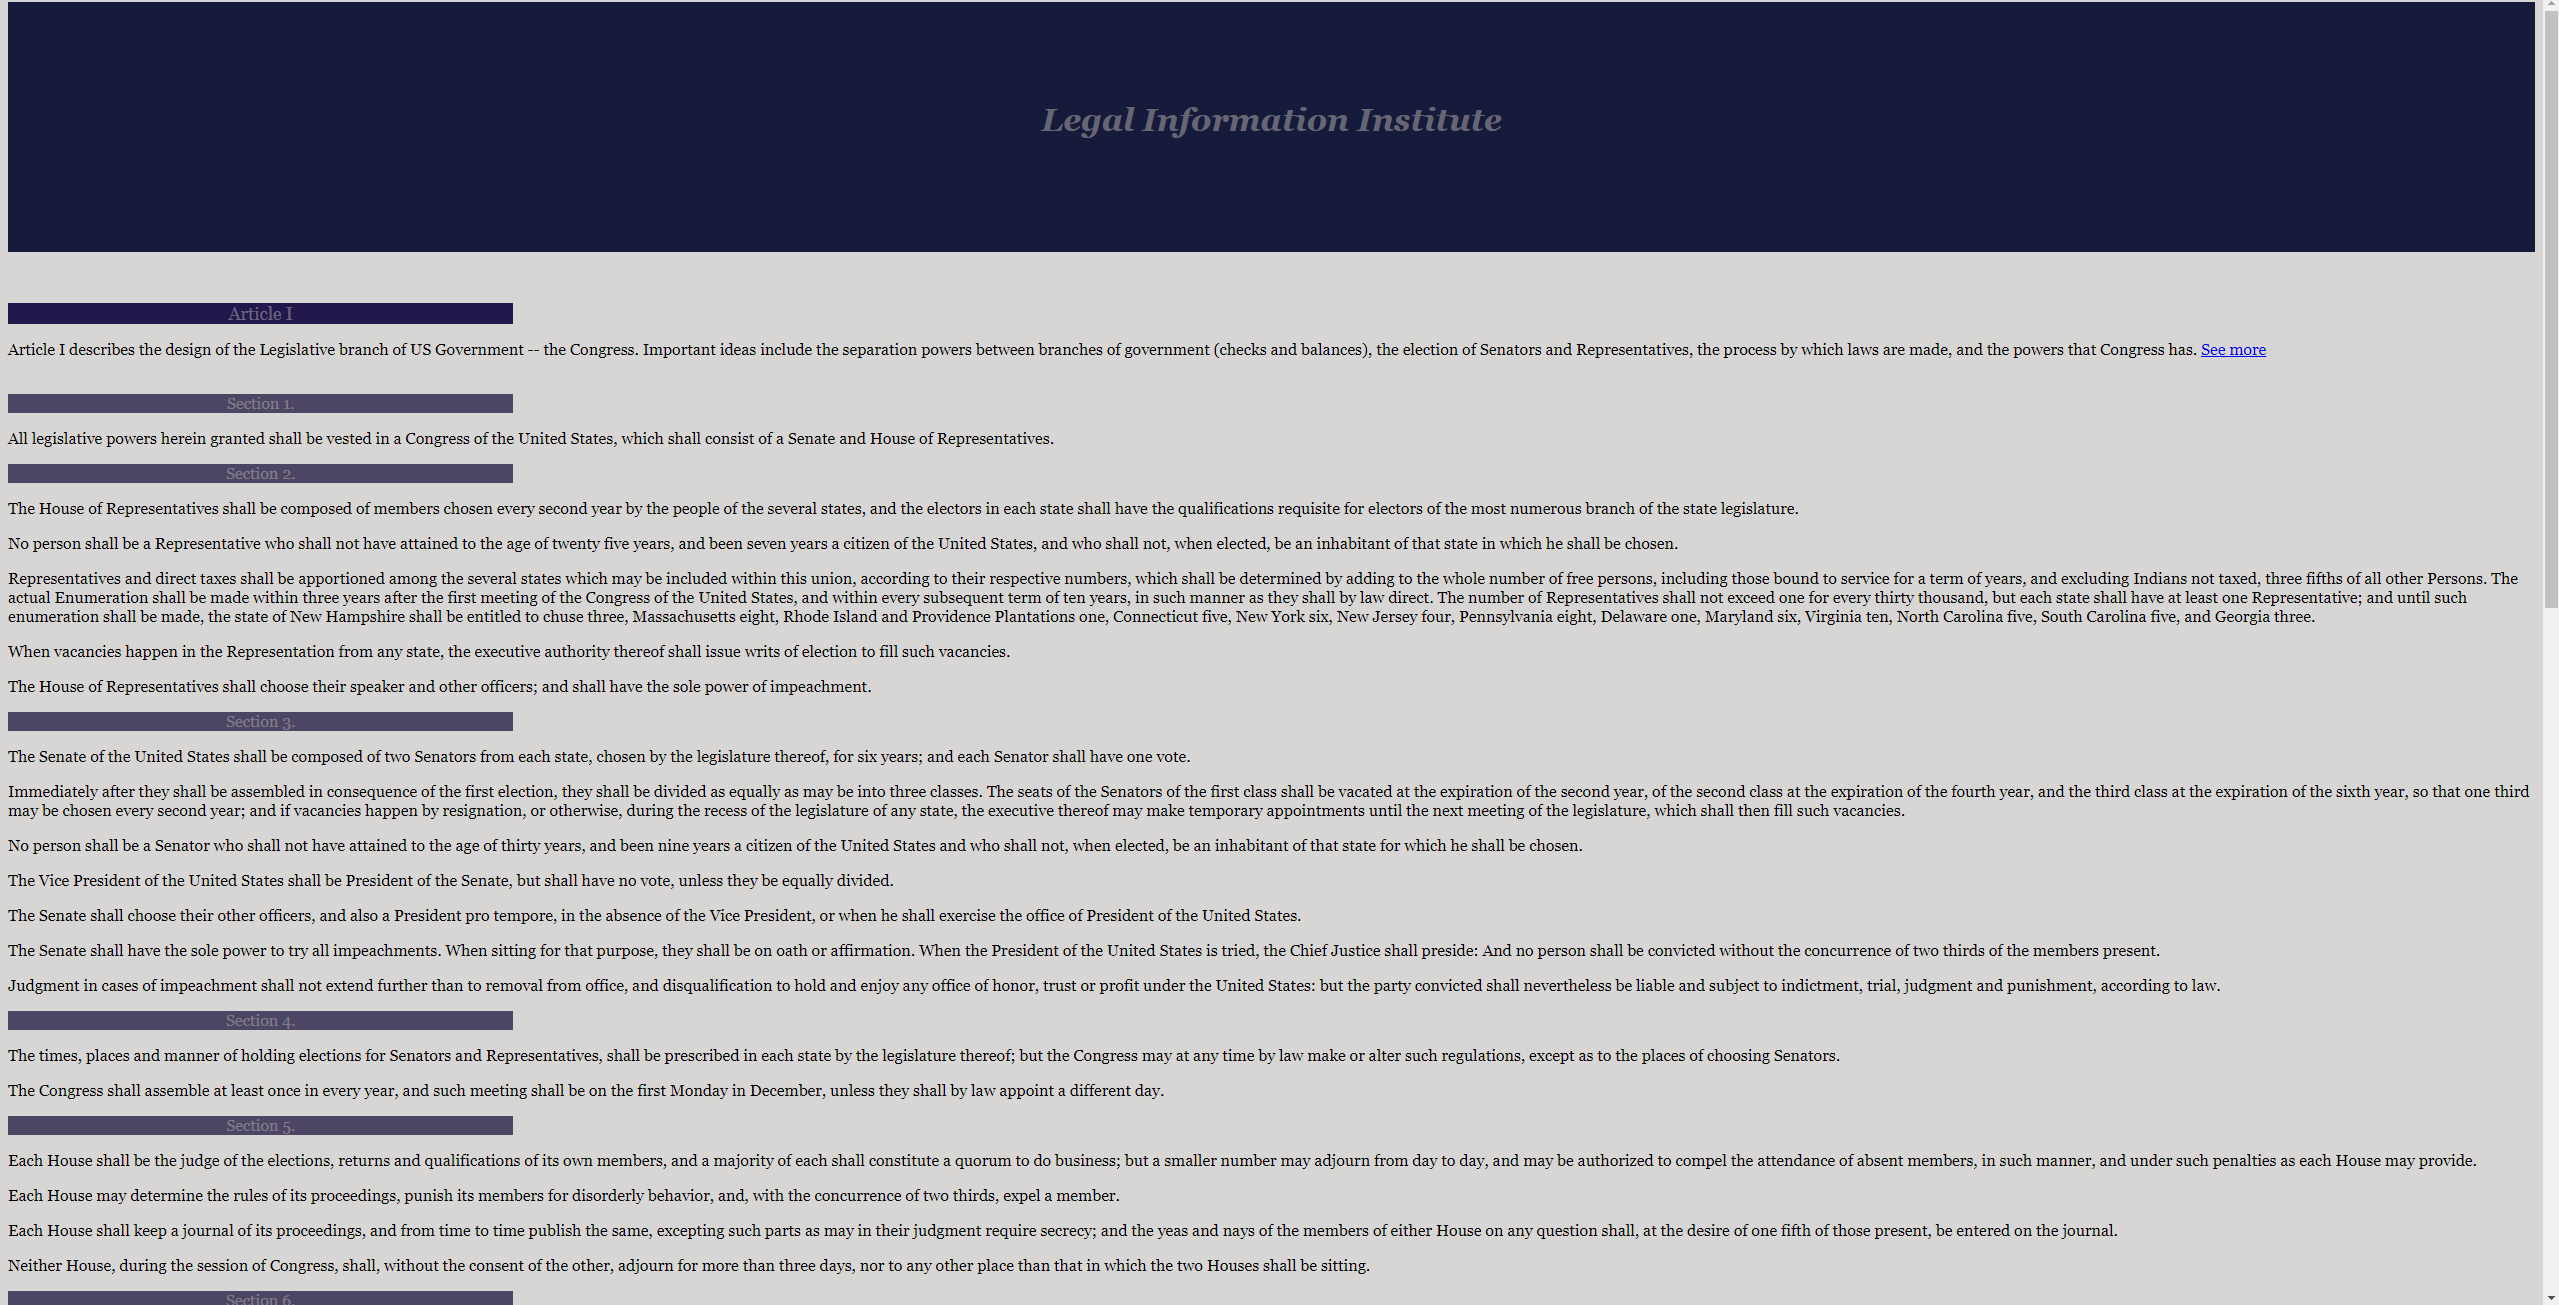 Legal Information Institute
Article I
Article I describes the design of the Legislative branch of US Government -- the Congress. Important ideas include the separation powers between branches of government (checks and balances), the election of Senators and Representatives, the process by which laws are made, and the powers that Congress has. See more
Section 1.
All legislative powers herein granted shall be vested in a Congress of the United States, which shall consist of a Senate and House of Representatives.
Section 2.
The House of Representatives shall be composed of members chosen every second year by the people of the several states, and the electors in each state shall have the qualifications requisite for electors of the most numerous branch of the state legislature.
No person shall be a Representative who shall not have attained to the age of twenty five years, and been seven years a citizen of the United States, and who shall not, when elected, be an inhabitant of that state in which he shall be chosen.
Representatives and direct taxes shall be apportioned among the several states which may be included within this union, according to their respective numbers, which shall be determined by adding to the whole number of free persons, including those bound to service for a term of years, and excluding Indians not taxed, three fifths of all other Persons. The
actual Enumeration shall be made within three years after the first meeting of the Congress of the United States, and within every subsequent term of ten years, in such manner as they shall by law direct. The number of Representatives shall not exceed one for every thirty thousand, but each state shall have at least one Representative; and until such
enumeration shall be made, the state of New Hampshire shall be entitled to chuse three, Massachusetts eight, Rhode Island and Providence Plantations one, Connecticut five, New York six, New Jersey four, Pennsylvania eight, Delaware one, Maryland six, Virginia ten, North Carolina five, South Carolina five, and Georgia three.
When vacancies happen in the Representation from any state, the executive authority thereof shall issue writs of election to fill such vacancies.
The House of Representatives shall choose their speaker and other officers; and shall have the sole power of impeachment.
Section 3.
The Senate of the United States shall be composed of two Senators from each state, chosen by the legislature thereof, for six years; and each Senator shall have one vote.
Immediately after they shall be assembled in consequence of the first election, they shall be divided as equally as may be into three classes. The seats of the Senators of the first class shall be vacated at the expiration of the second year, of the second class at the expiration of the fourth year, and the third class at the expiration of the sixth year, so that one third
may be chosen every second year; and if vacancies happen by resignation, or otherwise, during the recess of the legislature of any state, the executive thereof may make temporary appointments until the next meeting of the legislature, which shall then fill such vacancies.
No person shall be a Senator who shall not have attained to the age of thirty years, and been nine years a citizen of the United States and who shall not, when elected, be an inhabitant of that state for which he shall be chosen.
The Vice President of the United States shall be President of the Senate, but shall have no vote, unless they be equally divided.
The Senate shall choose their other officers, and also a President pro tempore, in the absence of the Vice President, or when he shall exercise the office of President of the United States.
The Senate shall have the sole power to try all impeachments. When sitting for that purpose, they shall be on oath or affirmation. When the President of the United States is tried, the Chief Justice shall preside: And no person shall be convicted without the concurrence of two thirds of the members present.
Judgment in cases of impeachment shall not extend further than to removal from office, and disqualification to hold and enjoy any office of honor, trust or profit under the United States: but the party convicted shall nevertheless be liable and subject to indictment, trial, judgment and punishment, according to law.
Section 4.
The times, places and manner of holding elections for Senators and Representatives, shall be prescribed in each state by the legislature thereof; but the Congress may at any time by law make or alter such regulations, except as to the places of choosing Senators.
The Congress shall assemble at least once in every year, and such meeting shall be on the first Monday in December, unless they shall by law appoint a different day.
Section 5.
Each House shall be the judge of the elections, returns and qualifications of its own members, and a majority of each shall constitute a quorum to do business; but a smaller number may adjourn from day to day, and may be authorized to compel the attendance of absent members, in such manner, and under such penalties as each House may provide.
Each House may determine the rules of its proceedings, punish its members for disorderly behavior, and, with the concurrence of two thirds, expel a member.
Each House shall keep a journal of its proceedings, and from time to time publish the same, excepting such parts as may in their judgment require secrecy; and the yeas and nays of the members of either House on any question shall, at the desire of one fifth of those present, be entered on the journal.
Neither House, during the session of Congress, shall, without the consent of the other, adjourn for more than three days, nor to any other place than that in which the two Houses shall be sitting.
Section 6.